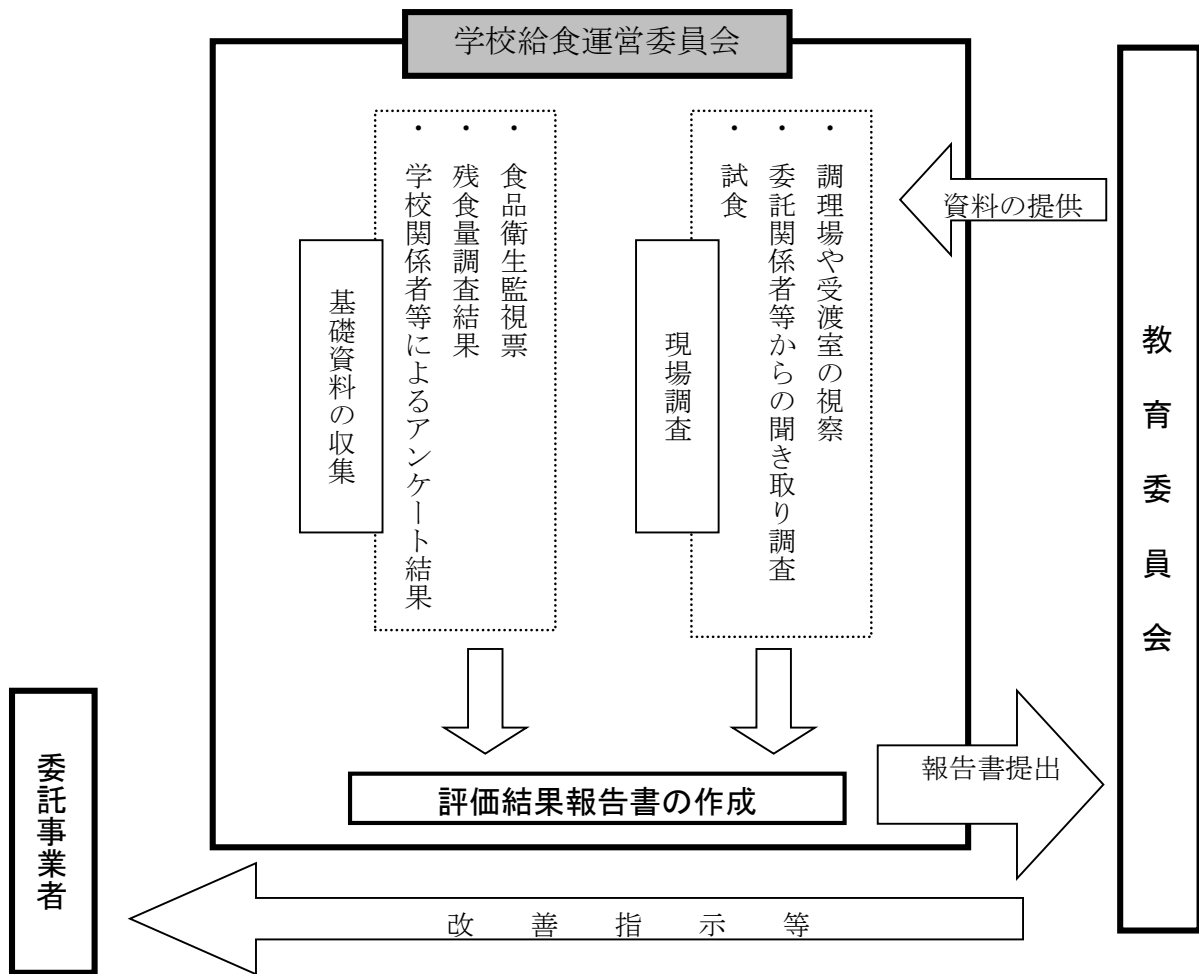 学校給食運営委員会
・調理場や受渡室の視察
・委託関係者等からの聞き取り調査
・試食
現場調査
・食品衛生監視票
・残食量調査結果
・学校関係者等によるアンケート結果
基礎資料の収集
資料の提供
教育委員会
評価結果報告書の作成
報告書提出
委託事業者
改善指示等